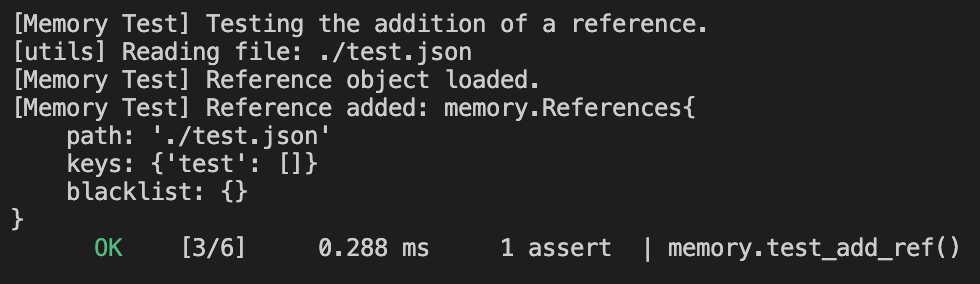 [Memory Test] Testing the addition of a reference.
[utils] Reading file: ./test.json
[Memory Test] Reference object loaded.
[Memory Test] Reference added: memory.References{
    path: './test.json'
    keys: {'test': []}
    blacklist: {}
}
      OK    [3/6]     0.288 ms     1 assert  | memory.test_add_ref()